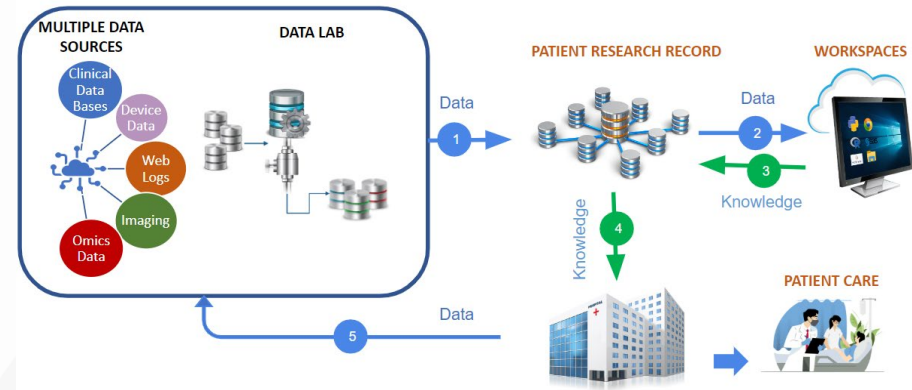 MULTIPLE DATA
SOURCES
DATA LAB
Clinical
Data
Bases
Device
Data
Web
Logs
Imaging
Omics
Data
Data
1
PATIENT RESEARCH RECORD
WORKSPACES
Data
2
3
Knowledge
Knowledge
4
PATIENT CARE
Data
5